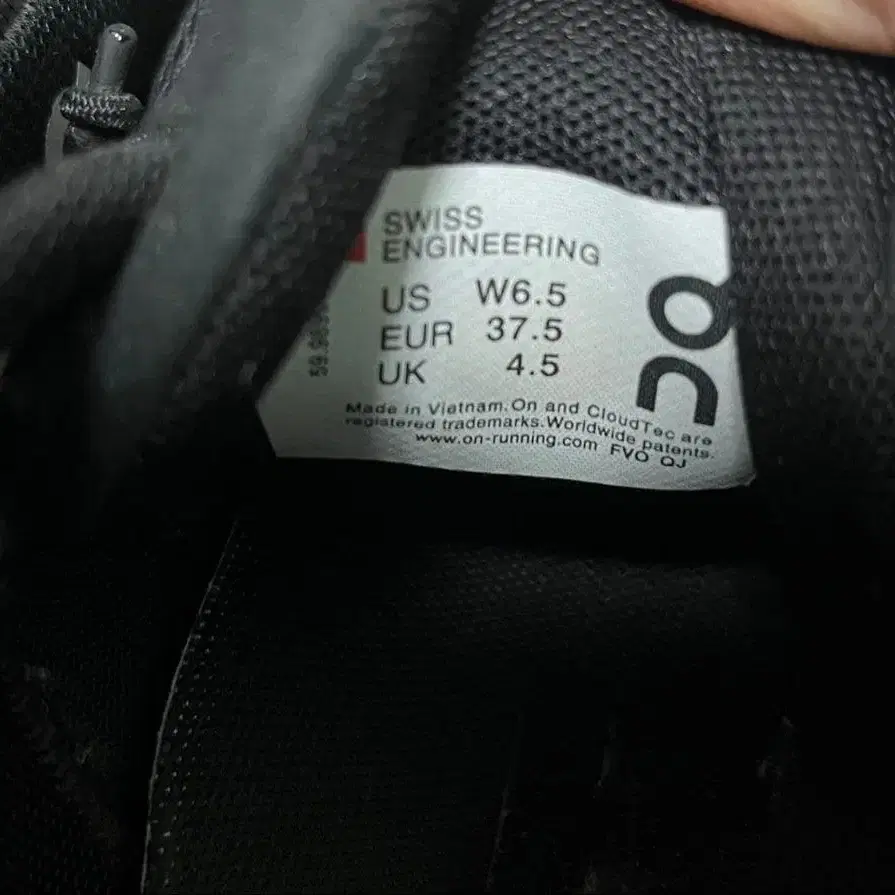 SWISS
ENGINEERING
US W6.5
EUR 37.5
UK 4.5
Made in Vietnam. On and CloudTec are
registered trademarks. Worldwide patents.
www.on-running.com FVO QJ
On